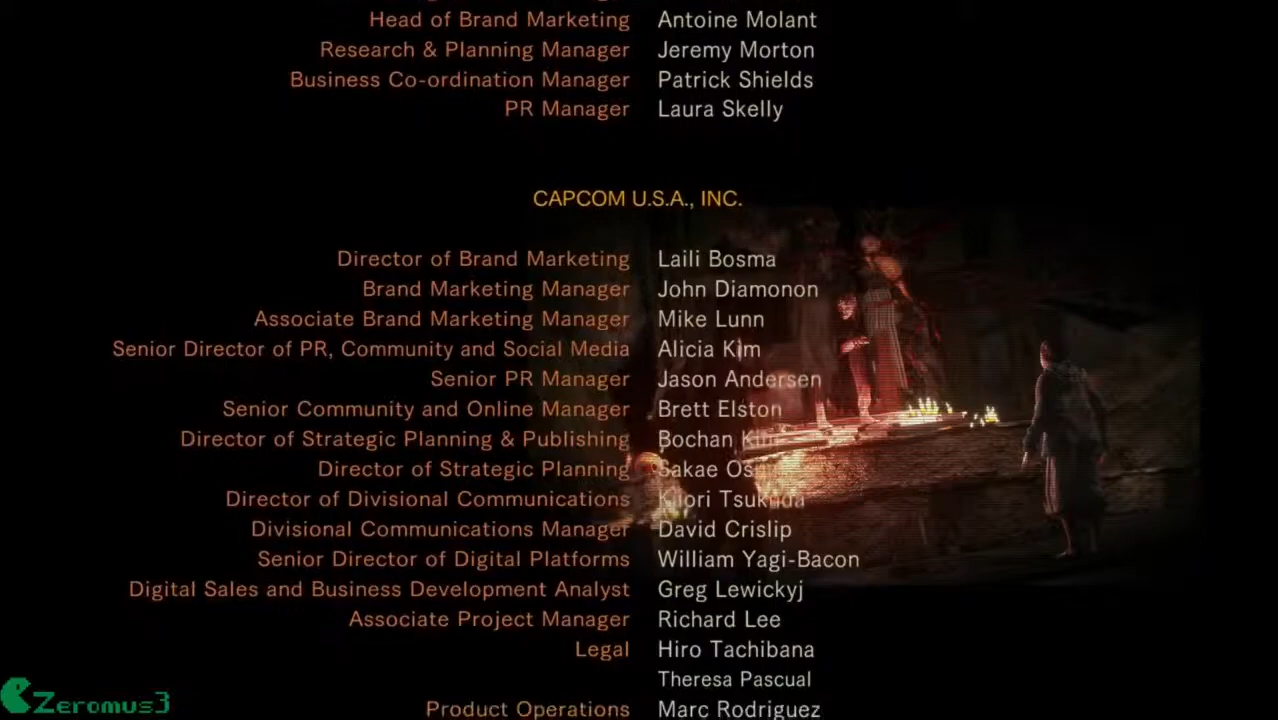 Head of Brand Marketing Antoine Molant
Research & Planning Manager Jeremy Morton
Business Co-ordination Manager Patrick Shields
PR Manager Laura Skelly
CAPCOM U.S.A., INC.
Director of Brand Marketing Laili Bosma
Brand Marketing Manager John Diamonon
Associate Brand Marketing Manager Mike Lunn
Senior Director of PR, Community and Social Media Alicia Kim
Senior PR Manager Jason Andersen
Senior Community and Online Manager Brett Elston
Director of Strategic Planning & Publishing Bochan
Director of Strategic Planning Sakae
Director of Divisional Communications
Divisional Communications Manager David Crislip
Senior Director of Digital Platforms William Yagi-Bacon
Digital Sales and Business Development Analyst Greg Lewickyj
Associate Project Manager Richard Lee
Legal Hiro Tachibana
Theresa Pascual
Product Operations Marc Rodriguez
Zeromus3